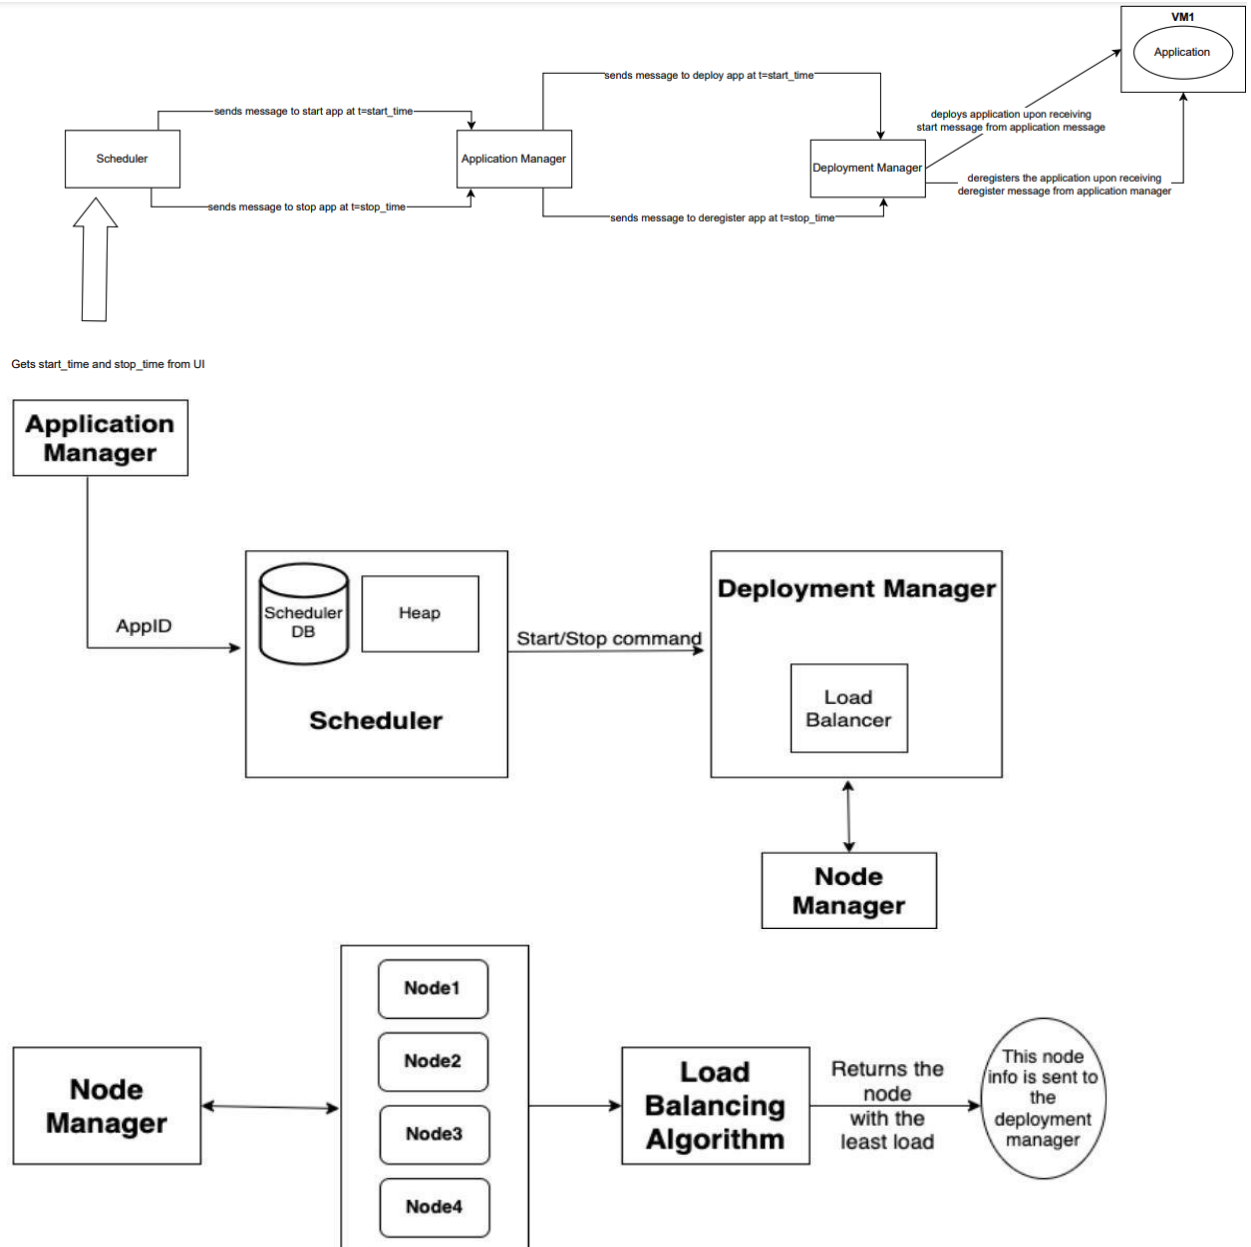 VM1
Application
sends message to deploy app at t=start_time
sends message to start app at t=start_time
deploys application upon receiving
start message from application message
Scheduler
Application Manager
Deployment Manager
deregisters the application upon receiving
deregister message from application manager
sends message to stop app at t=stop_time
sends message to deregister app at t=stop_time
Gets start_time and stop_time from UI
Application
Manager
AppID
Scheduler
DB
Heap
Scheduler
Start/Stop command
Deployment Manager
Load
Balancer
Node
Manager
Node
Manager
Node1
Node2
Node3
Node4
Load
Balancing
Algorithm
Returns the
node
with the
least load
This node
info is sent to
the
deployment
manager